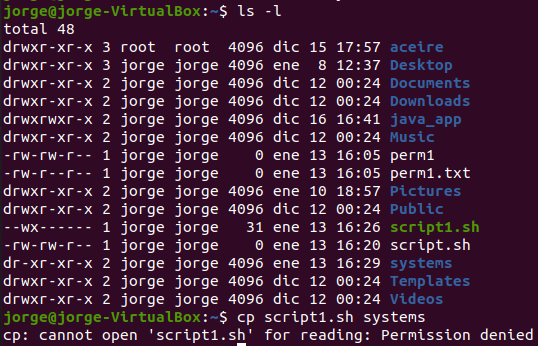 jorge@jorge-VirtualBox:~$ ls -l
total 48
drwxr-xr-x 3 root  root  4096 dic 15 17:57 aceire
drwxr-xr-x 3 jorge jorge 4096 ene  8 12:37 Desktop
drwxr-xr-x 2 jorge jorge 4096 dic 12 00:24 Documents
drwxr-xr-x 2 jorge jorge 4096 dic 12 00:24 Downloads
drwxrwxr-x 2 jorge jorge 4096 dic 16 16:41 java_app
drwxr-xr-x 2 jorge jorge 4096 dic 12 00:24 Music
-rw-rw-r-- 1 jorge jorge    0 ene 13 16:05 perm1
-rw-r--r-- 1 jorge jorge    0 ene 13 16:05 perm1.txt
drwxr-xr-x 2 jorge jorge 4096 ene 10 18:57 Pictures
drwxr-xr-x 2 jorge jorge 4096 dic 12 00:24 Public
--wx------ 1 jorge jorge   31 ene 13 16:26 script1.sh
-rw-rw-r-- 1 jorge jorge    0 ene 13 16:20 script.sh
dr-xr-xr-x 2 jorge jorge 4096 ene 13 16:29 systems
drwxr-xr-x 2 jorge jorge 4096 dic 12 00:24 Templates
drwxr-xr-x 2 jorge jorge 4096 dic 12 00:24 Videos
jorge@jorge-VirtualBox:~$ cp script1.sh systems
cp: cannot open 'script1.sh' for reading: Permission denied